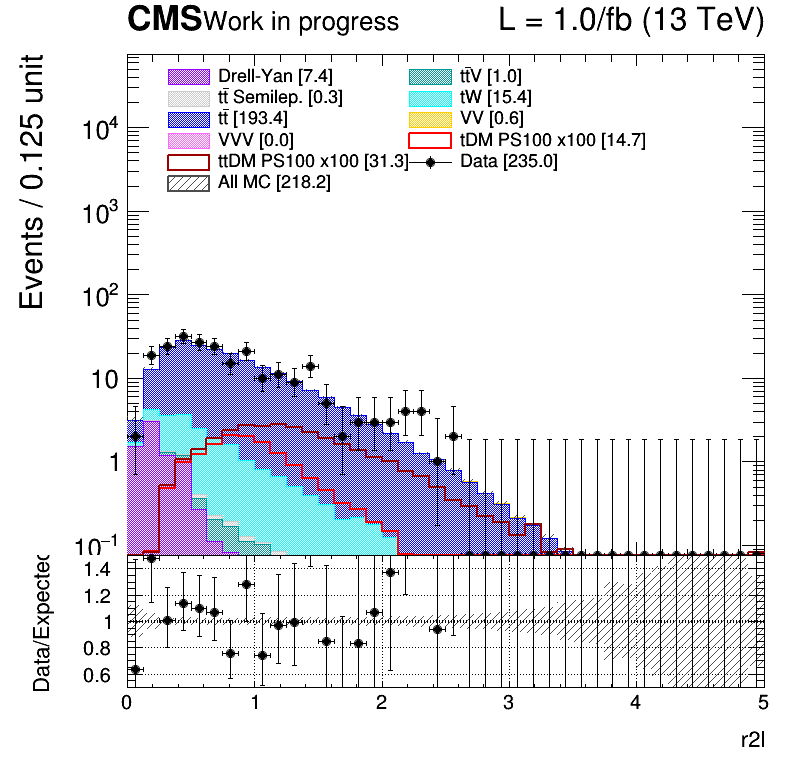 CMS Work in progress L = 1.0/fb (13 TeV)
Events / 0.125 unit
Drell-Yan [7.4] tt̄V [1.0]
tt̄ Semilep. [0.3] tW [15.4]
tt̄ [193.4] VV [0.6]
VVV [0.0] tDM PS100 x100 [14.7]
ttDM PS100 x100 [31.3] Data [235.0]
All MC [218.2]
10⁴
10³
10²
10
1
10⁻¹
Data/Expected
1.4
1.2
1
0.8
0.6
0 1 2 3 4 5
r2l